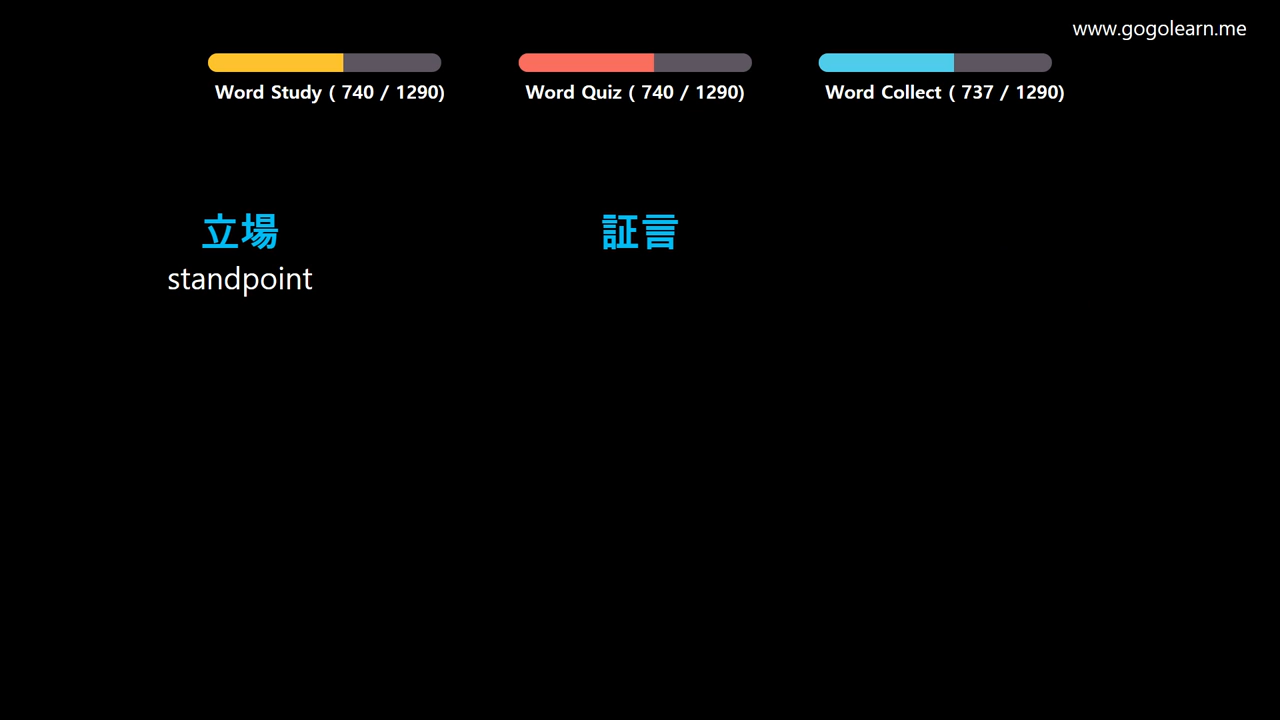 www.gogolearn.me
Word Study ( 740 / 1290)
Word Quiz ( 740 / 1290)
Word Collect ( 737 / 1290)
立場
standpoint
証言